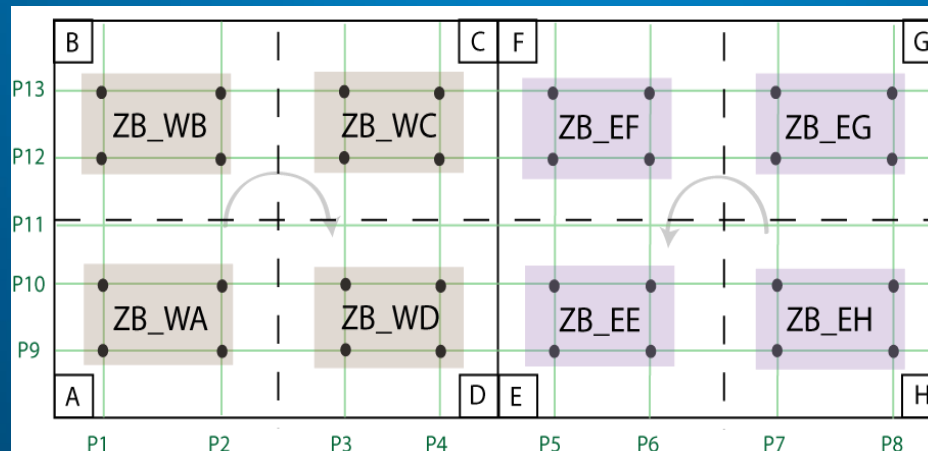 B C F G
P13
ZB_WB ZB_WC ZB_EF ZB_EG
P12
P11
P10
ZB_WA ZB_WD ZB_EE ZB_EH
P9
A D E H
P1 P2 P3 P4 P5 P6 P7 P8